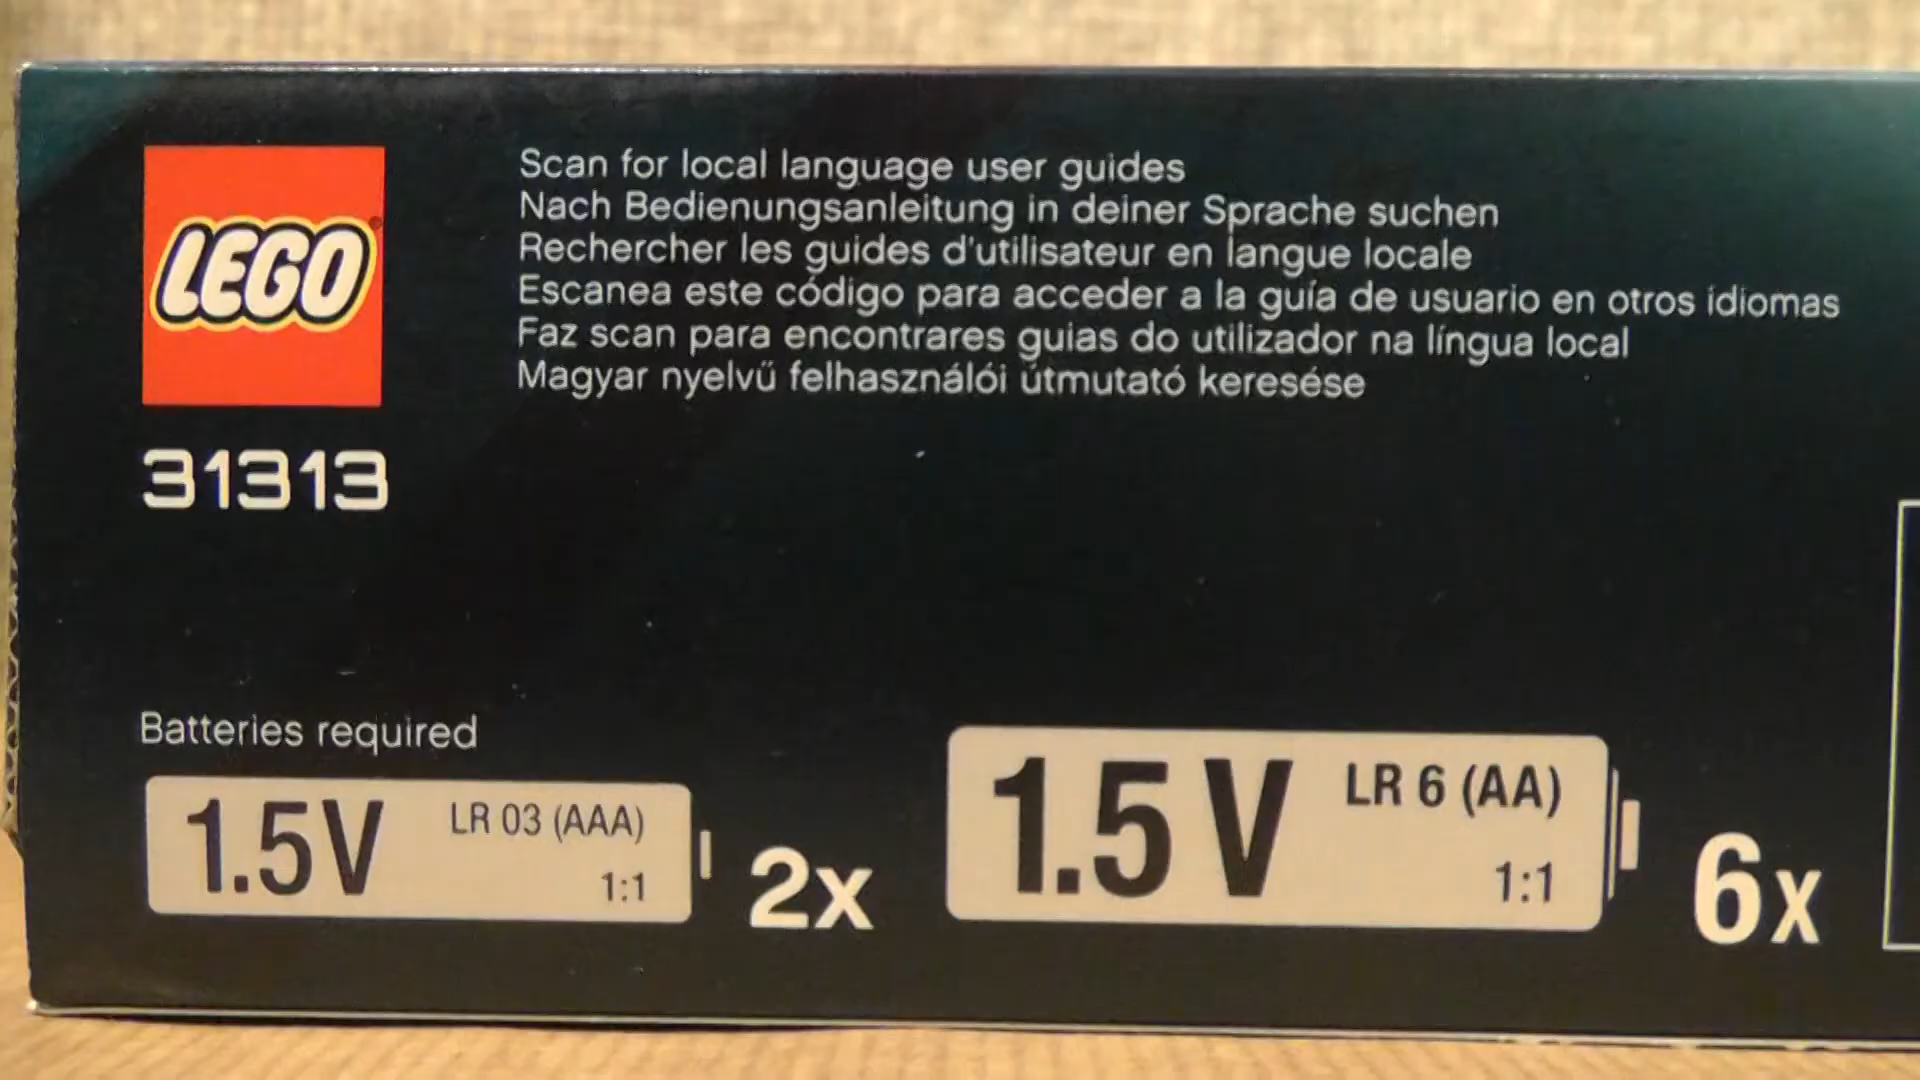 LEGO®
Scan for local language user guides
Nach Bedienungsanleitung in deiner Sprache suchen
Rechercher les guides d'utilisateur en langue locale
Escanea este código para acceder a la guía de usuario en otros idiomas
Faz scan para encontrares guias do utilizador na língua local
Magyar nyelvű felhasználói útmutató keresése
31313
Batteries required
1.5V LR 03 (AAA)
1:1
2x
1.5 V LR 6 (AA)
1:1
6x